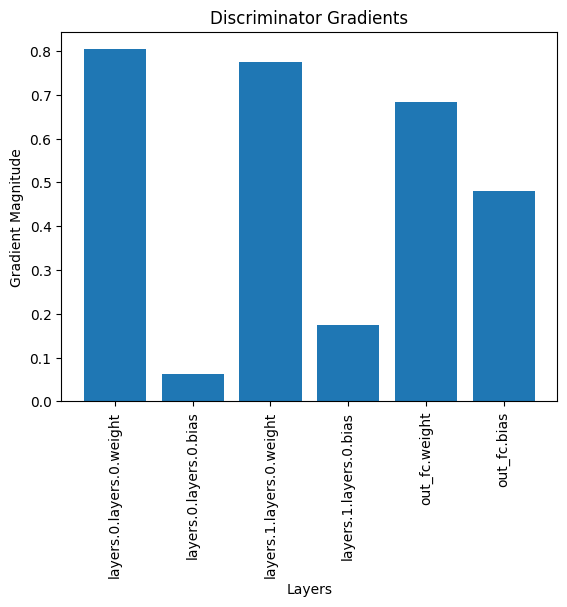 Discriminator Gradients
Gradient Magnitude
0.8
0.7
0.6
0.5
0.4
0.3
0.2
0.1
0.0
layers.0.layers.0.weight
layers.0.layers.0.bias
layers.1.layers.0.weight
layers.1.layers.0.bias
out_fc.weight
out_fc.bias
Layers